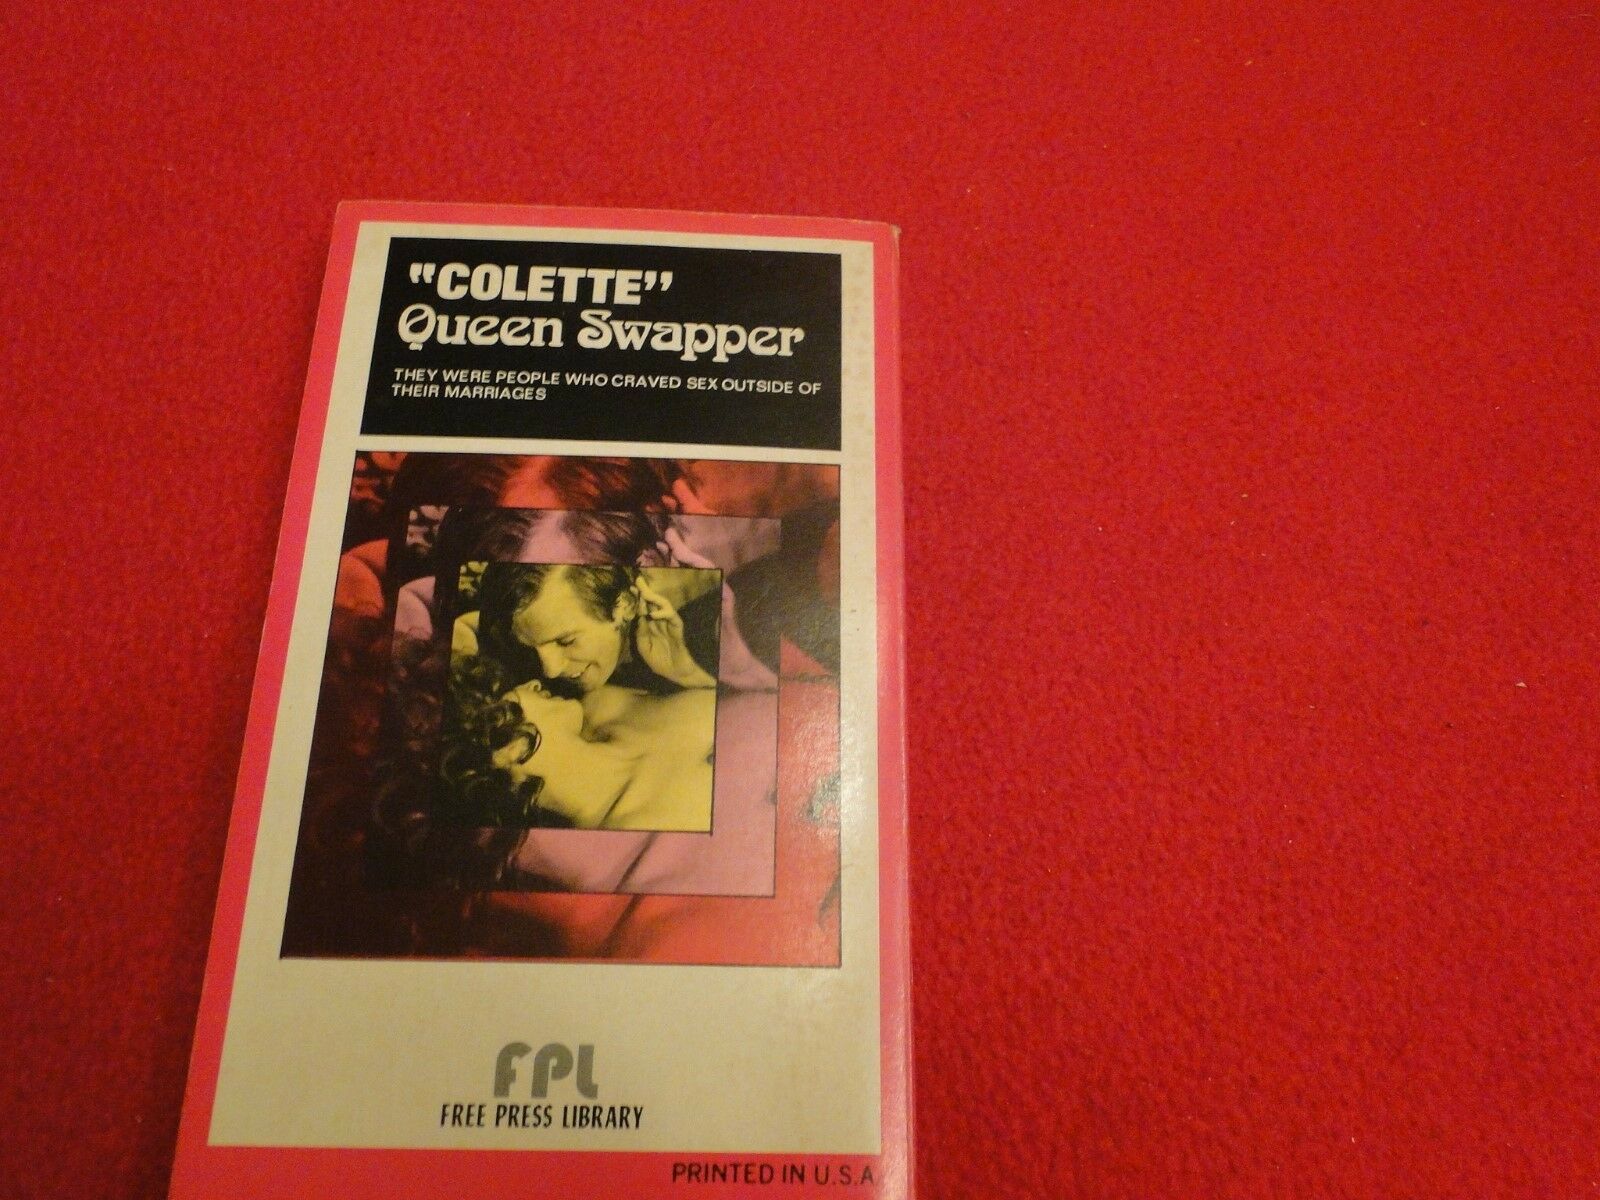 "COLETTE"
Queen Swapper
THEY WERE PEOPLE WHO CRAVED SEX OUTSIDE OF
THEIR MARRIAGES
FPL
FREE PRESS LIBRARY
PRINTED IN U.S.A